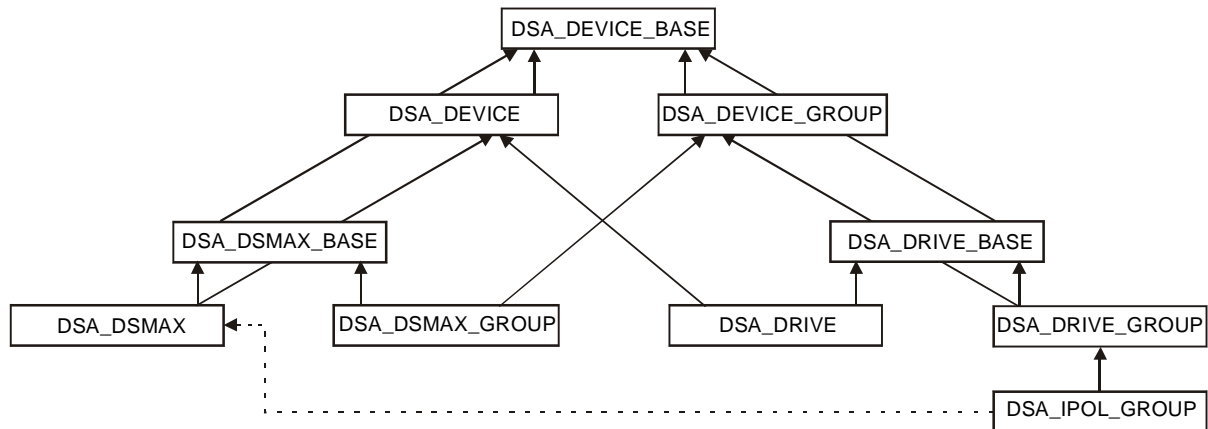 DSA_DEVICE_BASE
DSA_DEVICE
DSA_DEVICE_GROUP
DSA_DSMAX_BASE
DSA_DRIVE_BASE
DSA_DSMAX
DSA_DSMAX_GROUP
DSA_DRIVE
DSA_DRIVE_GROUP
DSA_IPOL_GROUP